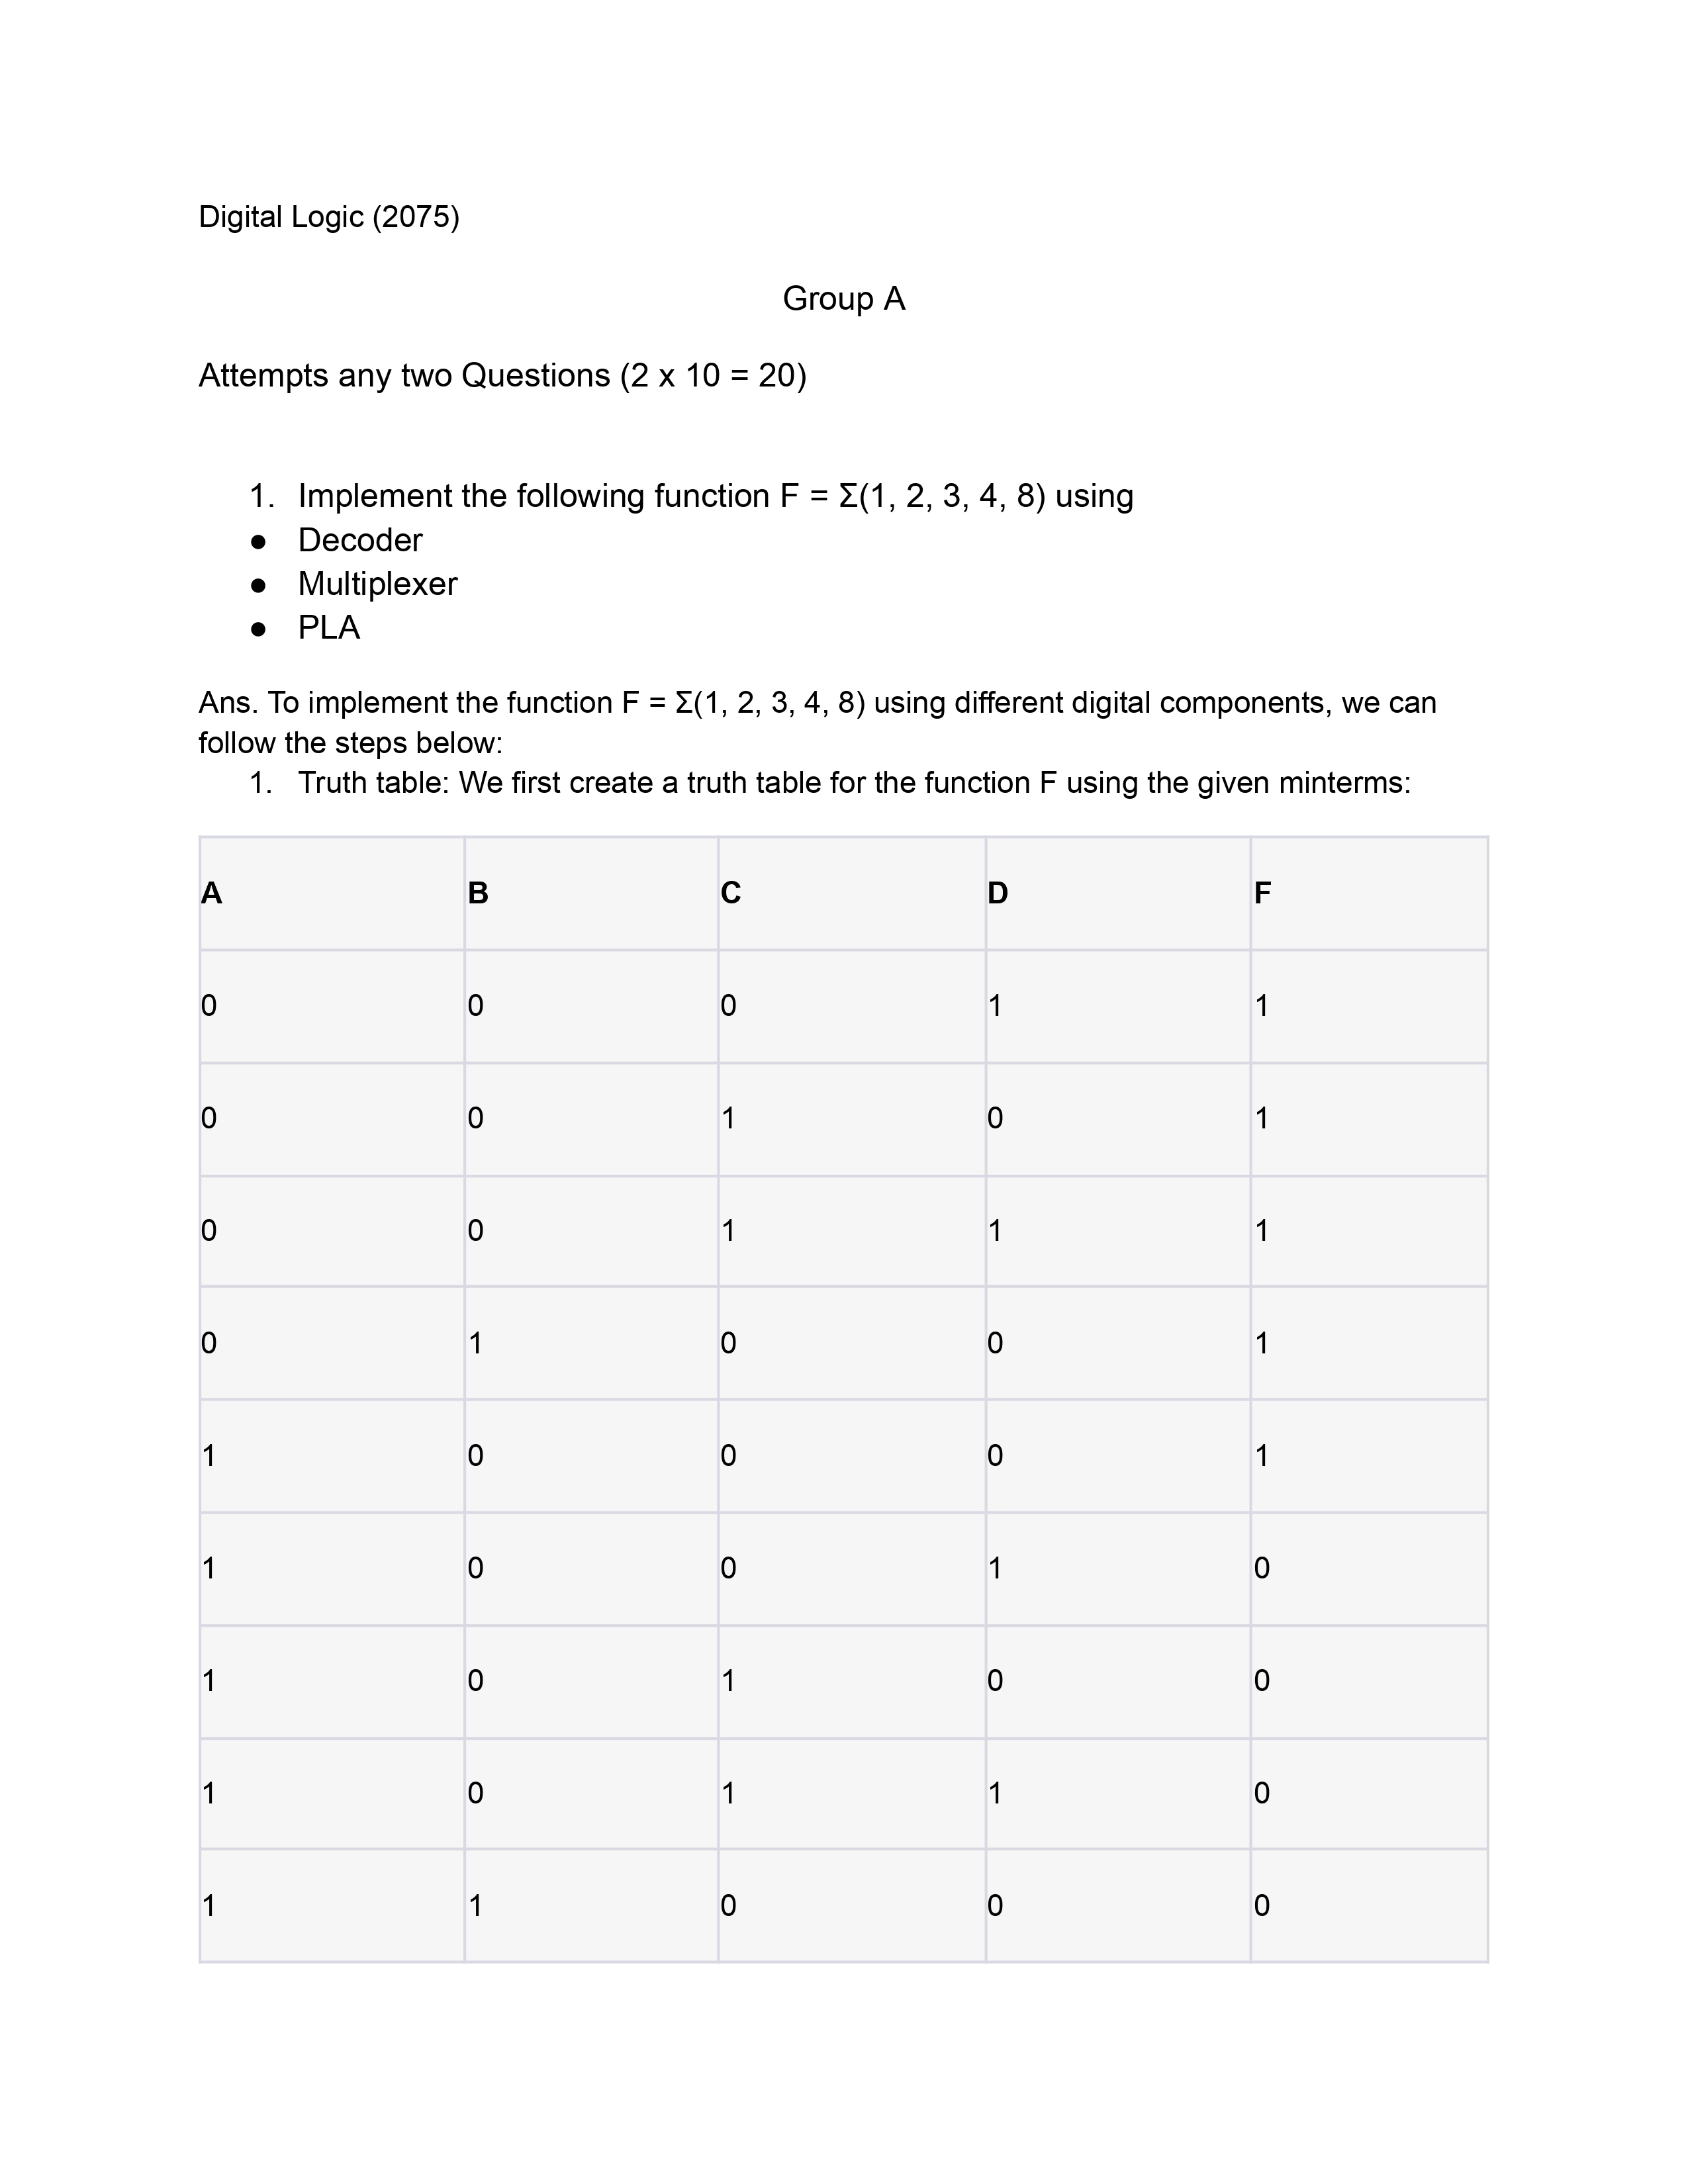 Digital Logic (2075)
Group A
Attempts any two Questions (2 x 10 = 20)
1. Implement the following function F = Σ(1, 2, 3, 4, 8) using
● Decoder
● Multiplexer
● PLA
Ans. To implement the function F = Σ(1, 2, 3, 4, 8) using different digital components, we can
follow the steps below:
1. Truth table: We first create a truth table for the function F using the given minterms:
A B C D F
0 0 0 1 1
0 0 1 0 1
0 0 1 1 1
0 1 0 0 1
1 0 0 0 1
1 0 0 1 0
1 0 1 0 0
1 0 1 1 0
1 1 0 0 0